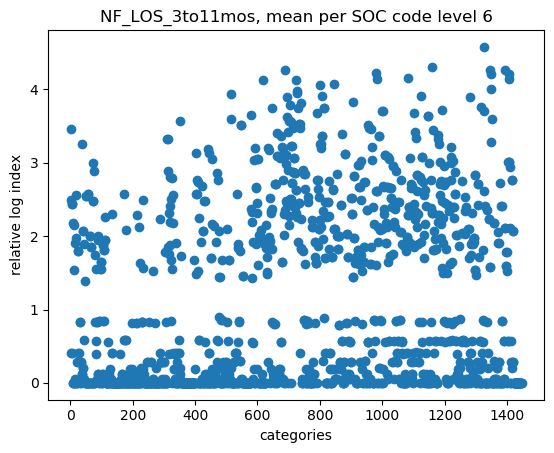 NF_LOS_3to11mos, mean per SOC code level 6
relative log index
4
3
2
1
0
0 200 400 600 800 1000 1200 1400
categories